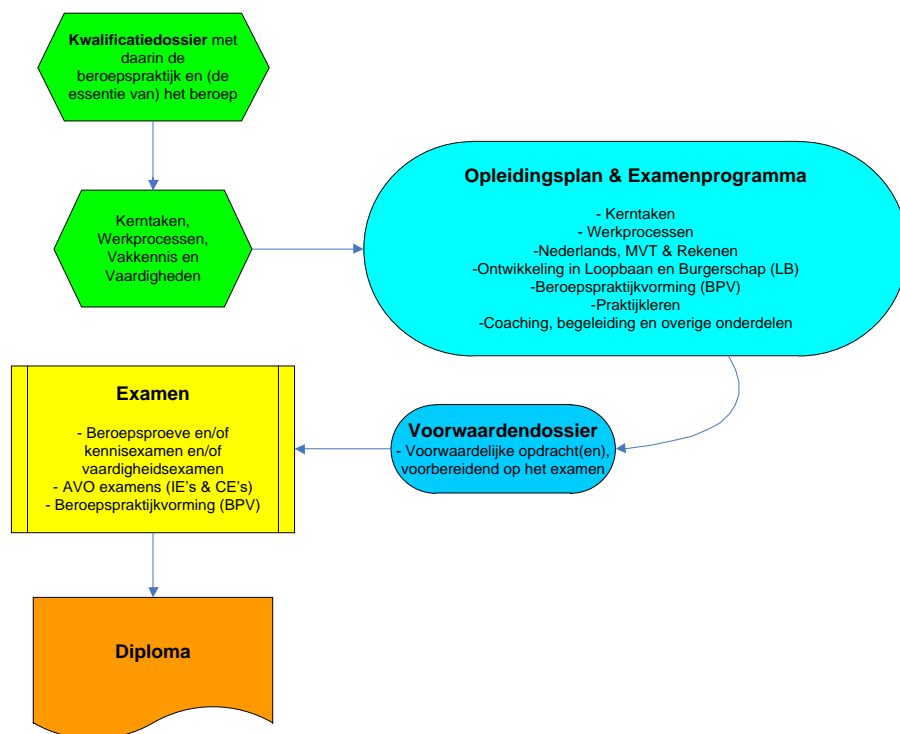 Kwalificatiedossier met
daarin de
beroepspraktijk en (de
essentie van) het beroep
Kerntaken,
Werkprocessen,
Vakkennis en
Vaardigheden
Opleidingsplan & Examenprogramma
- Kerntaken
- Werkprocessen
-Nederlands, MVT & Rekenen
-Ontwikkeling in Loopbaan en Burgerschap (LB)
-Beroepspraktijkvorming (BPV)
-Praktijkleren
-Coaching, begeleiding en overige onderdelen
Voorwaardendossier
- Voorwaardelijke opdracht(en),
voorbereidend op het examen
Examen
- Beroepsproeve en/of
kennisexamen en/of
vaardigheidsexamen
- AVO examens (IE's & CE's)
- Beroepspraktijkvorming (BPV)
Diploma